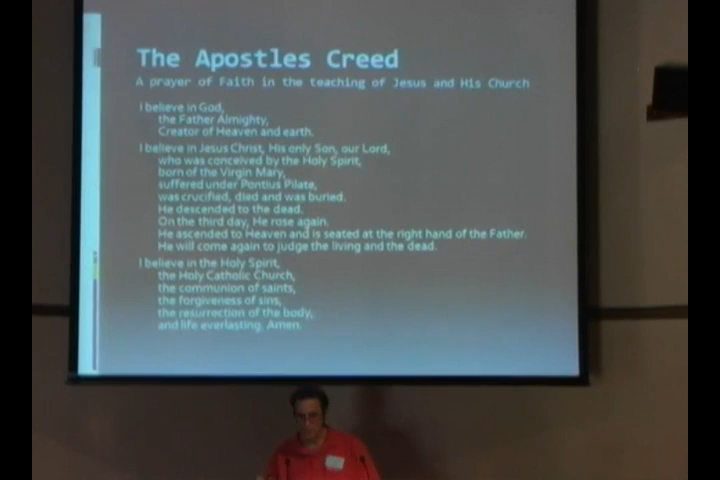 The Apostles Creed
A prayer of Faith in the teaching of Jesus and His Church
I believe in God,
the Father Almighty,
Creator of Heaven and earth.
I believe in Jesus Christ, His only Son, our Lord,
who was conceived by the Holy Spirit,
born of the Virgin Mary,
suffered under Pontius Pilate,
was crucified, died and was buried.
He descended to the dead.
On the third day, He rose again.
He ascended to Heaven and is seated at the right hand of the Father.
He will come again to judge the living and the dead.
I believe in the Holy Spirit,
the Holy Catholic Church,
the communion of saints,
the forgiveness of sins,
the resurrection of the body,
and life everlasting. Amen.